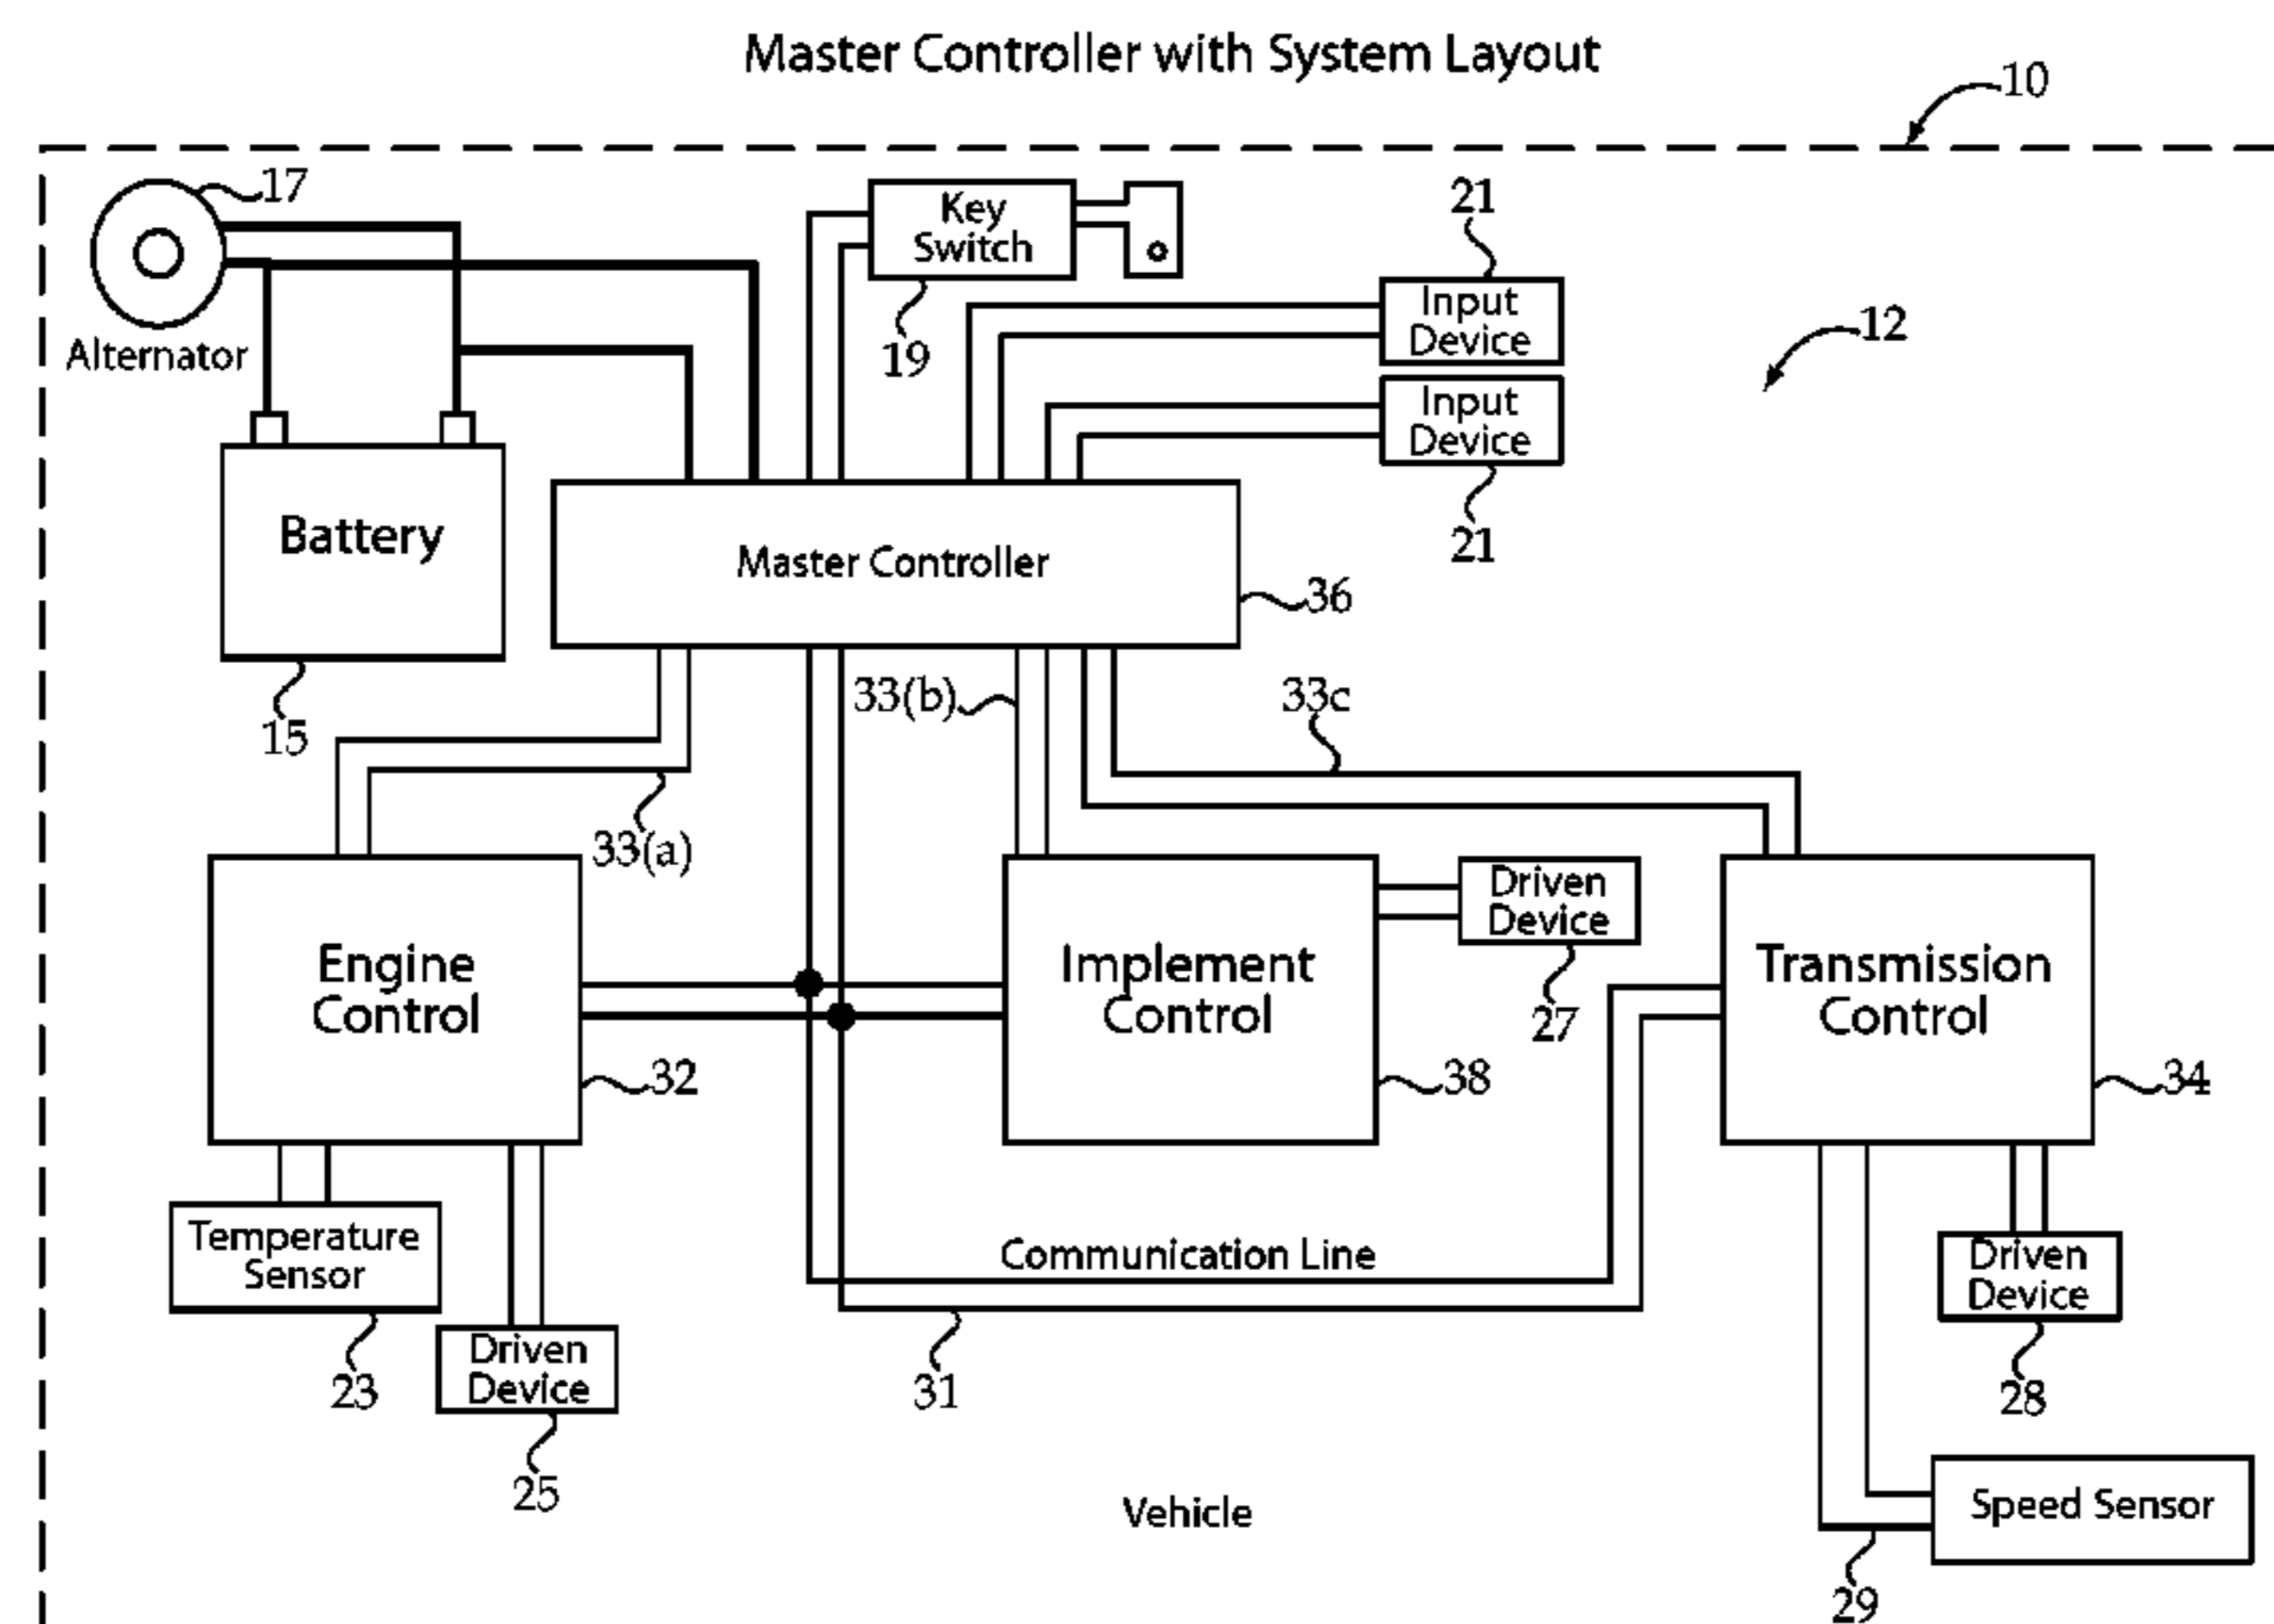 Master Controller with System Layout
10
17
Key
Switch
21
Input
Device
12
Alternator
19
Input
Device
Battery
21
Master Controller
36
15
33(b)
33c
33(a)
Driven
Device
Engine
Control
Implement
Control
Transmission
Control
27
32
38
34
Temperature
Sensor
Communication Line
Driven
Device
Driven
Device
23
31
28
25
Vehicle
Speed Sensor
29